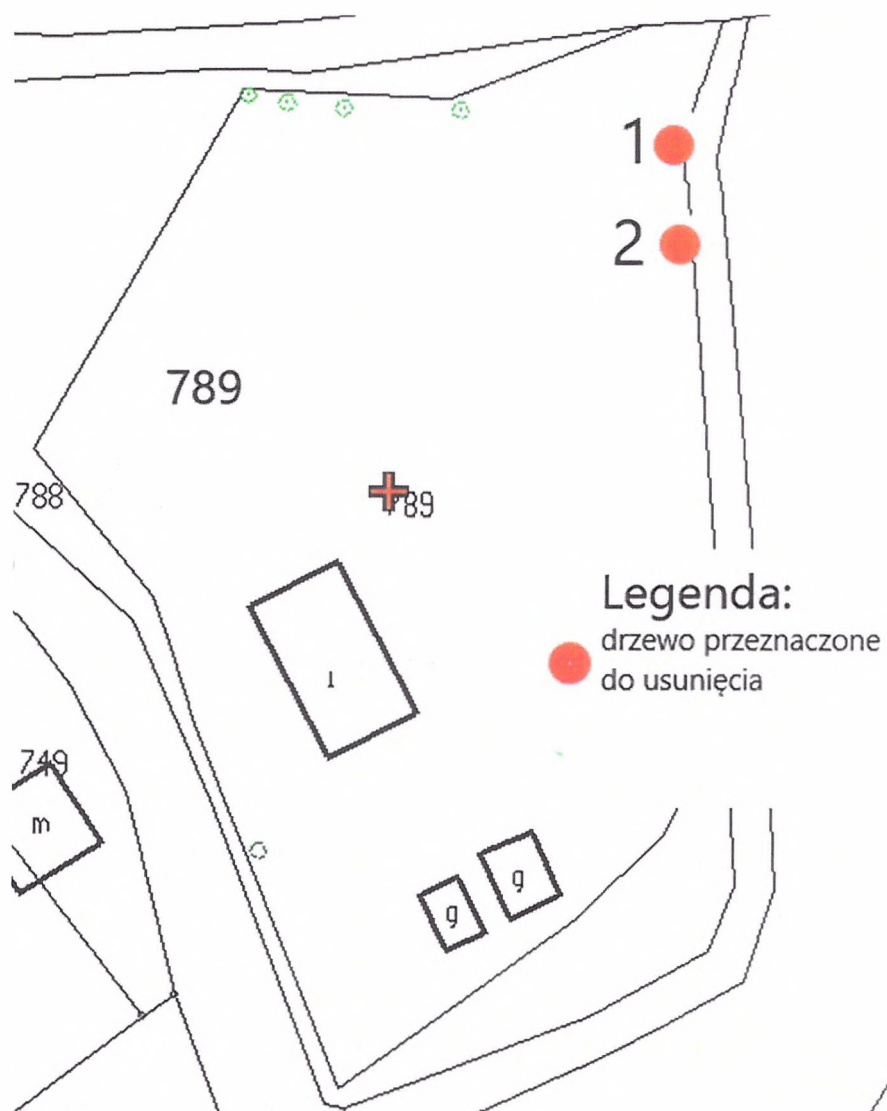 1
2
789
788
789
Legenda:
drzewo przeznaczone
do usunięcia
ı
749
m
g
g